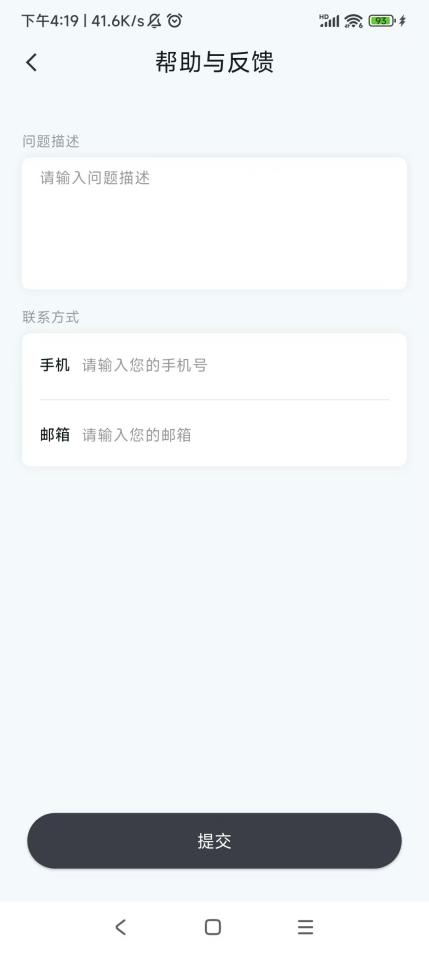 下午4:19 | 41.6K/s
HD
6
93
帮助与反馈
问题描述
请输入问题描述
联系方式
手机 请输入您的手机号
邮箱 请输入您的邮箱
提交